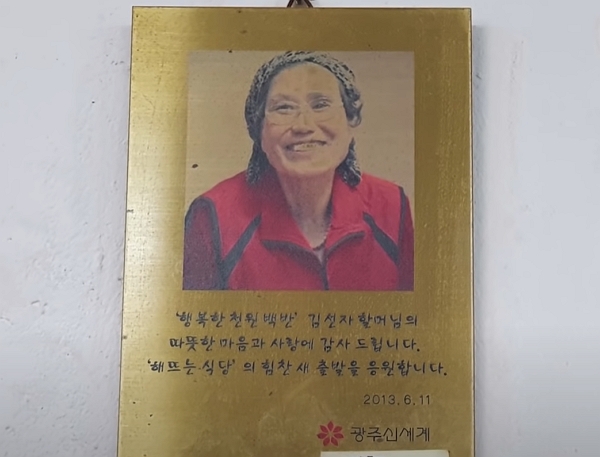 '행복한 천원 백반' 김선자 할머님의
따뜻한 마음과 사랑에 감사 드립니다.
'해뜨는 식당' 의 힘찬 새 출발을 응원합니다.
2013. 6. 11
광주신세계